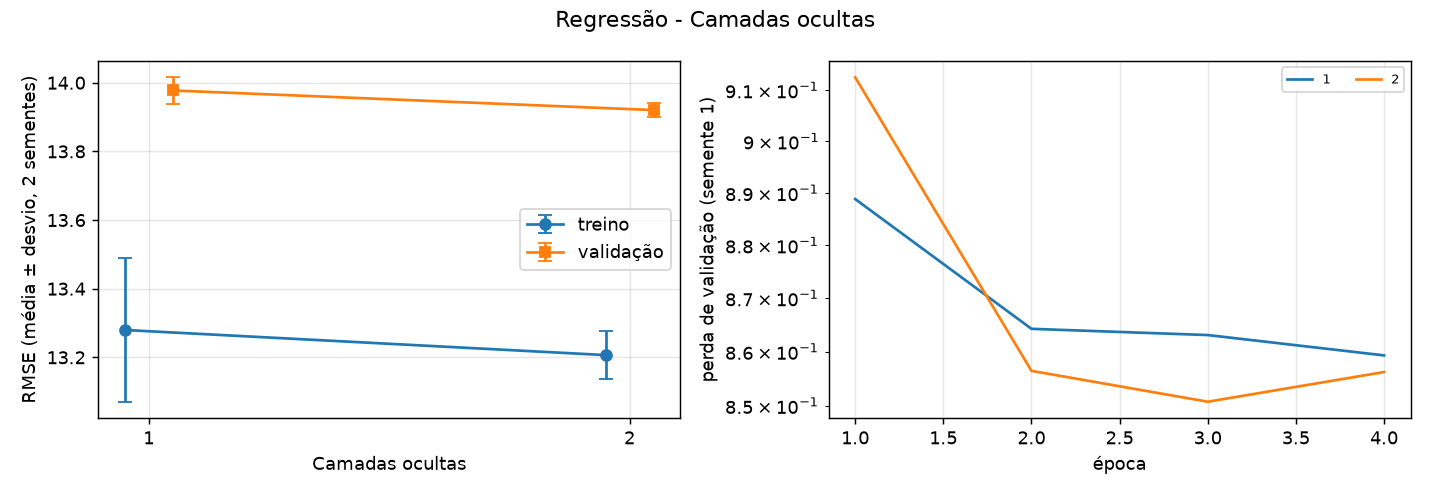 Regressão - Camadas ocultas
RMSE (média ± desvio, 2 sementes)
14.0
13.8
13.6
13.4
13.2
treino
validação
1
2
Camadas ocultas
perda de validação (semente 1)
9.1 × 10⁻¹
9 × 10⁻¹
8.9 × 10⁻¹
8.8 × 10⁻¹
8.7 × 10⁻¹
8.6 × 10⁻¹
8.5 × 10⁻¹
1 2
1.0 1.5 2.0 2.5 3.0 3.5 4.0
época